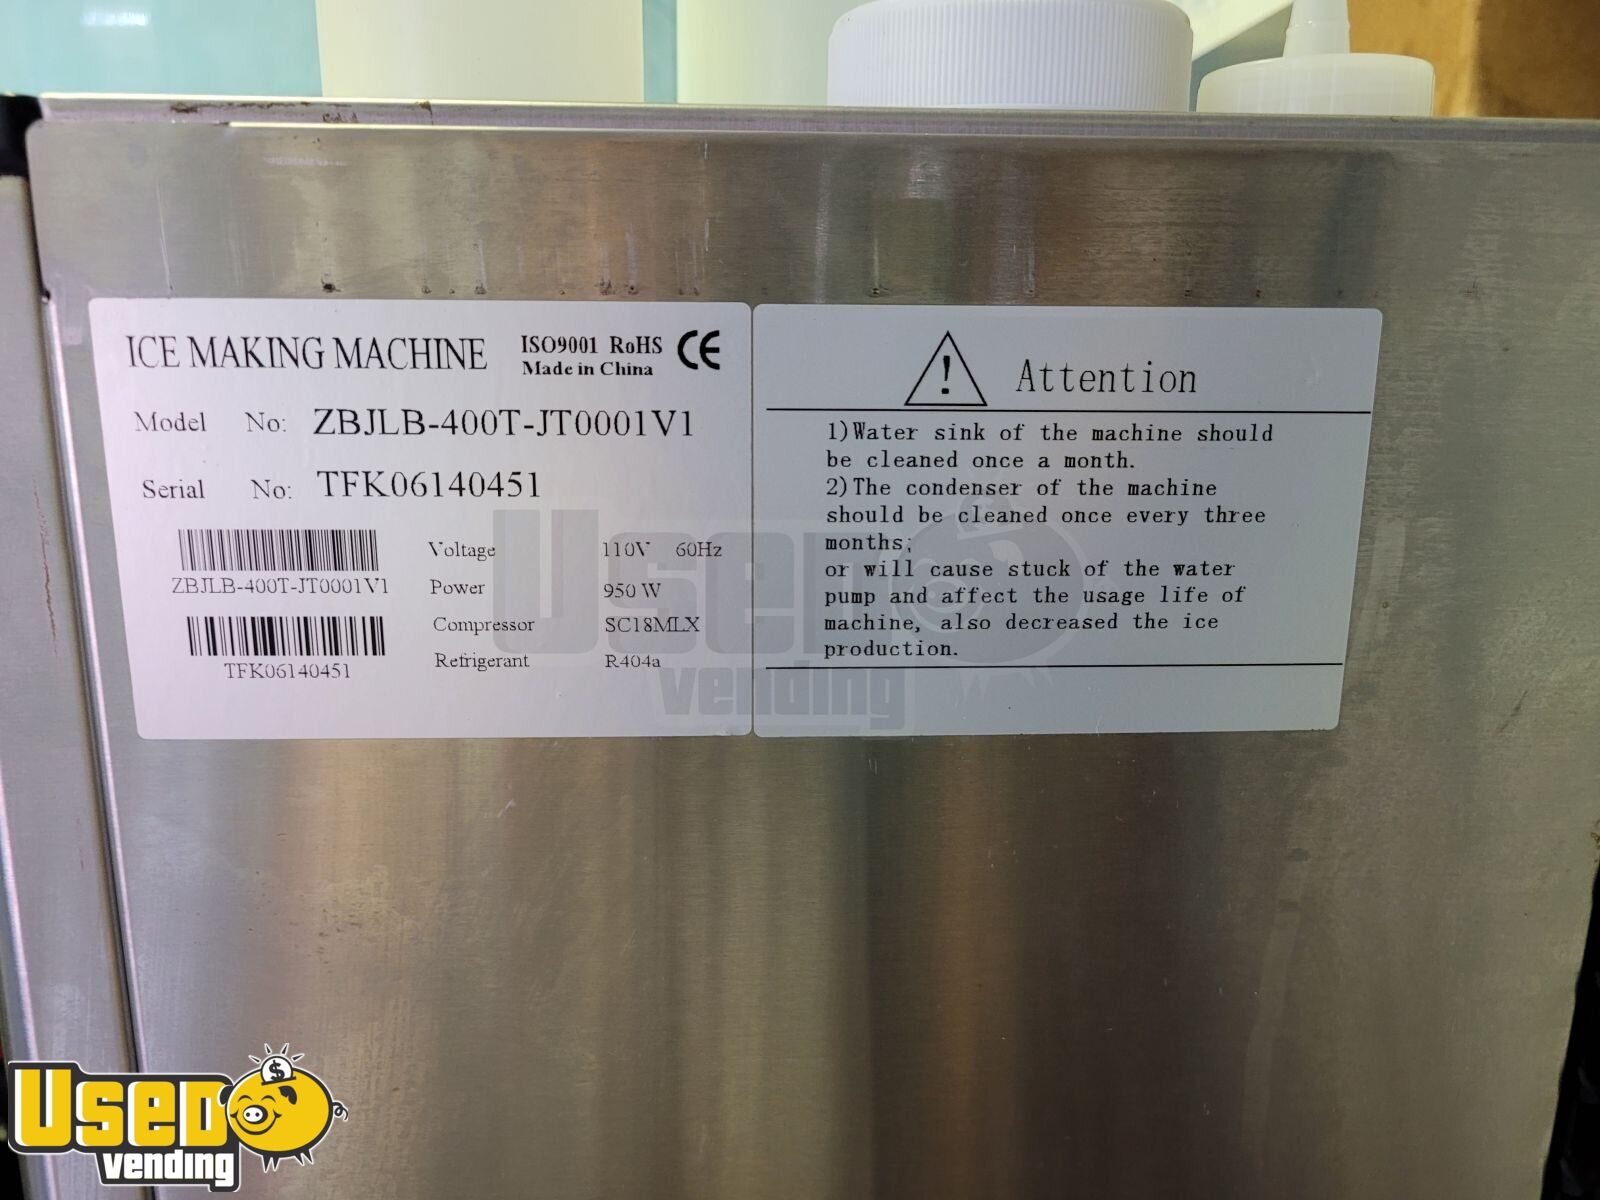 ICE MAKING MACHINE
ISO9001 RoHS CE
Made in China
Model No: ZBJLB-400T-JT0001V1
Serial No: TFK06140451
ZBJLB-400T-JT0001V1
TFK06140451
Voltage 110V 60Hz
Power 950 W
Compressor SC18MLX
Refrigerant R404a
! Attention
1)Water sink of the machine should
be cleaned once a month.
2)The condenser of the machine
should be cleaned once every three
months;
or will cause stuck of the water
pump and affect the usage life of
machine, also decreased the ice
production.
Used
vending
$
Used
vending